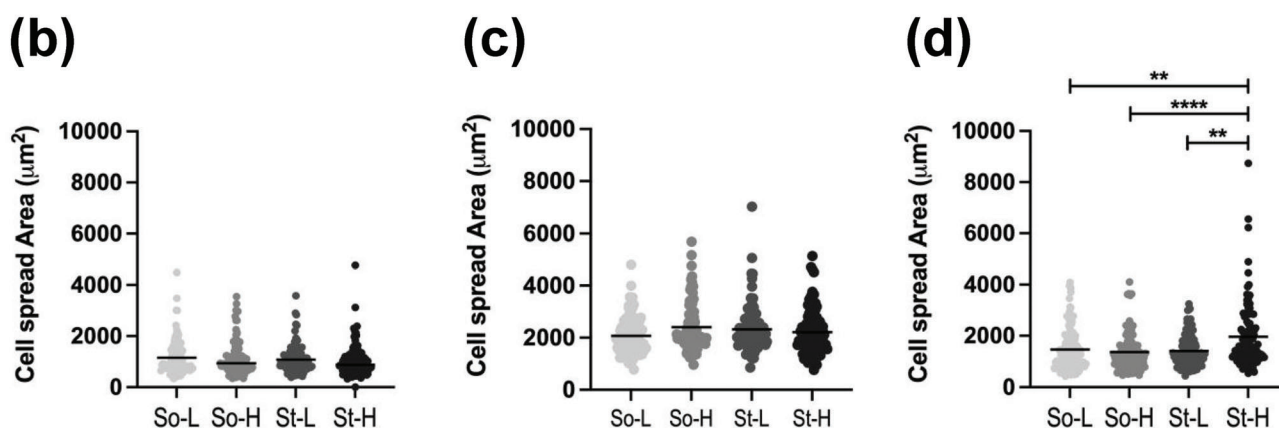 (b)
Cell spread Area (μm²)
10000
8000
6000
4000
2000
0
So-L So-H St-L St-H
(c)
Cell spread Area (μm²)
10000
8000
6000
4000
2000
0
So-L So-H St-L St-H
(d)
**
****
**
Cell spread Area (μm²)
10000
8000
6000
4000
2000
0
So-L So-H St-L St-H